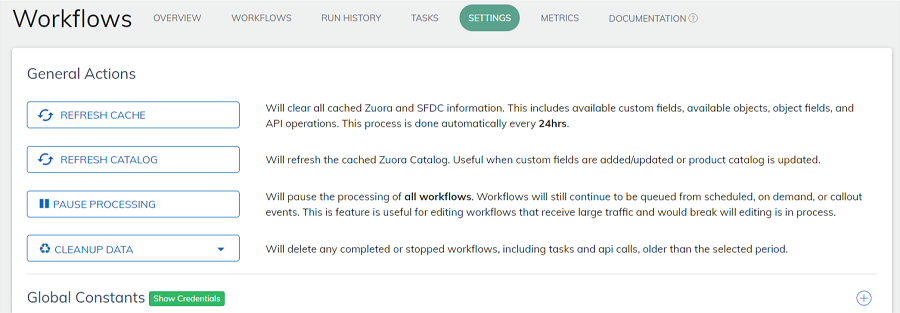 Workflows OVERVIEW WORKFLOWS RUN HISTORY TASKS SETTINGS METRICS DOCUMENTATION ?
General Actions
REFRESH CACHE
Will clear all cached Zuora and SFDC information. This includes available custom fields, available objects, object fields, and
API operations. This process is done automatically every 24hrs.
REFRESH CATALOG
Will refresh the cached Zuora Catalog. Useful when custom fields are added/updated or product catalog is updated.
PAUSE PROCESSING
Will pause the processing of all workflows. Workflows will still continue to be queued from scheduled, on demand, or callout
events. This is feature is useful for editing workflows that receive large traffic and would break will editing is in process.
CLEANUP DATA
Will delete any completed or stopped workflows, including tasks and api calls, older than the selected period.
Global Constants Show Credentials